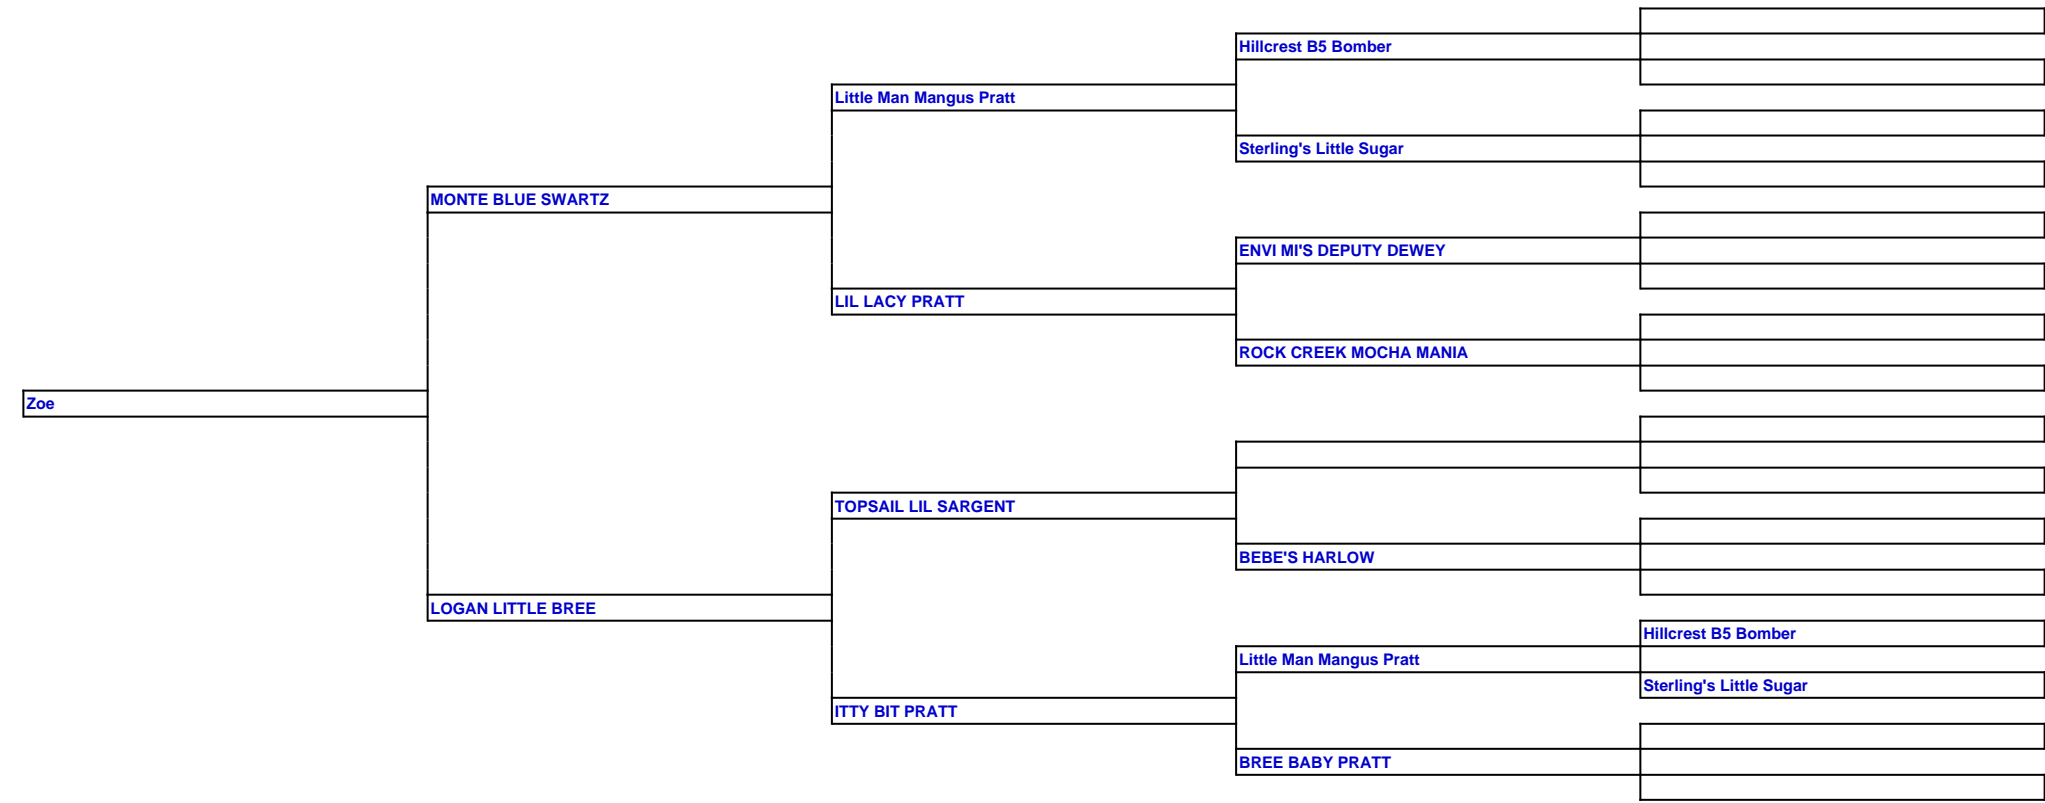 Hillcrest B5 Bomber
Little Man Mangus Pratt
Sterling's Little Sugar
MONTE BLUE SWARTZ
ENVI MI'S DEPUTY DEWEY
LIL LACY PRATT
ROCK CREEK MOCHA MANIA
Zoe
TOPSAIL LIL SARGENT
BEBE'S HARLOW
LOGAN LITTLE BREE
Hillcrest B5 Bomber
Little Man Mangus Pratt
Sterling's Little Sugar
ITTY BIT PRATT
BREE BABY PRATT